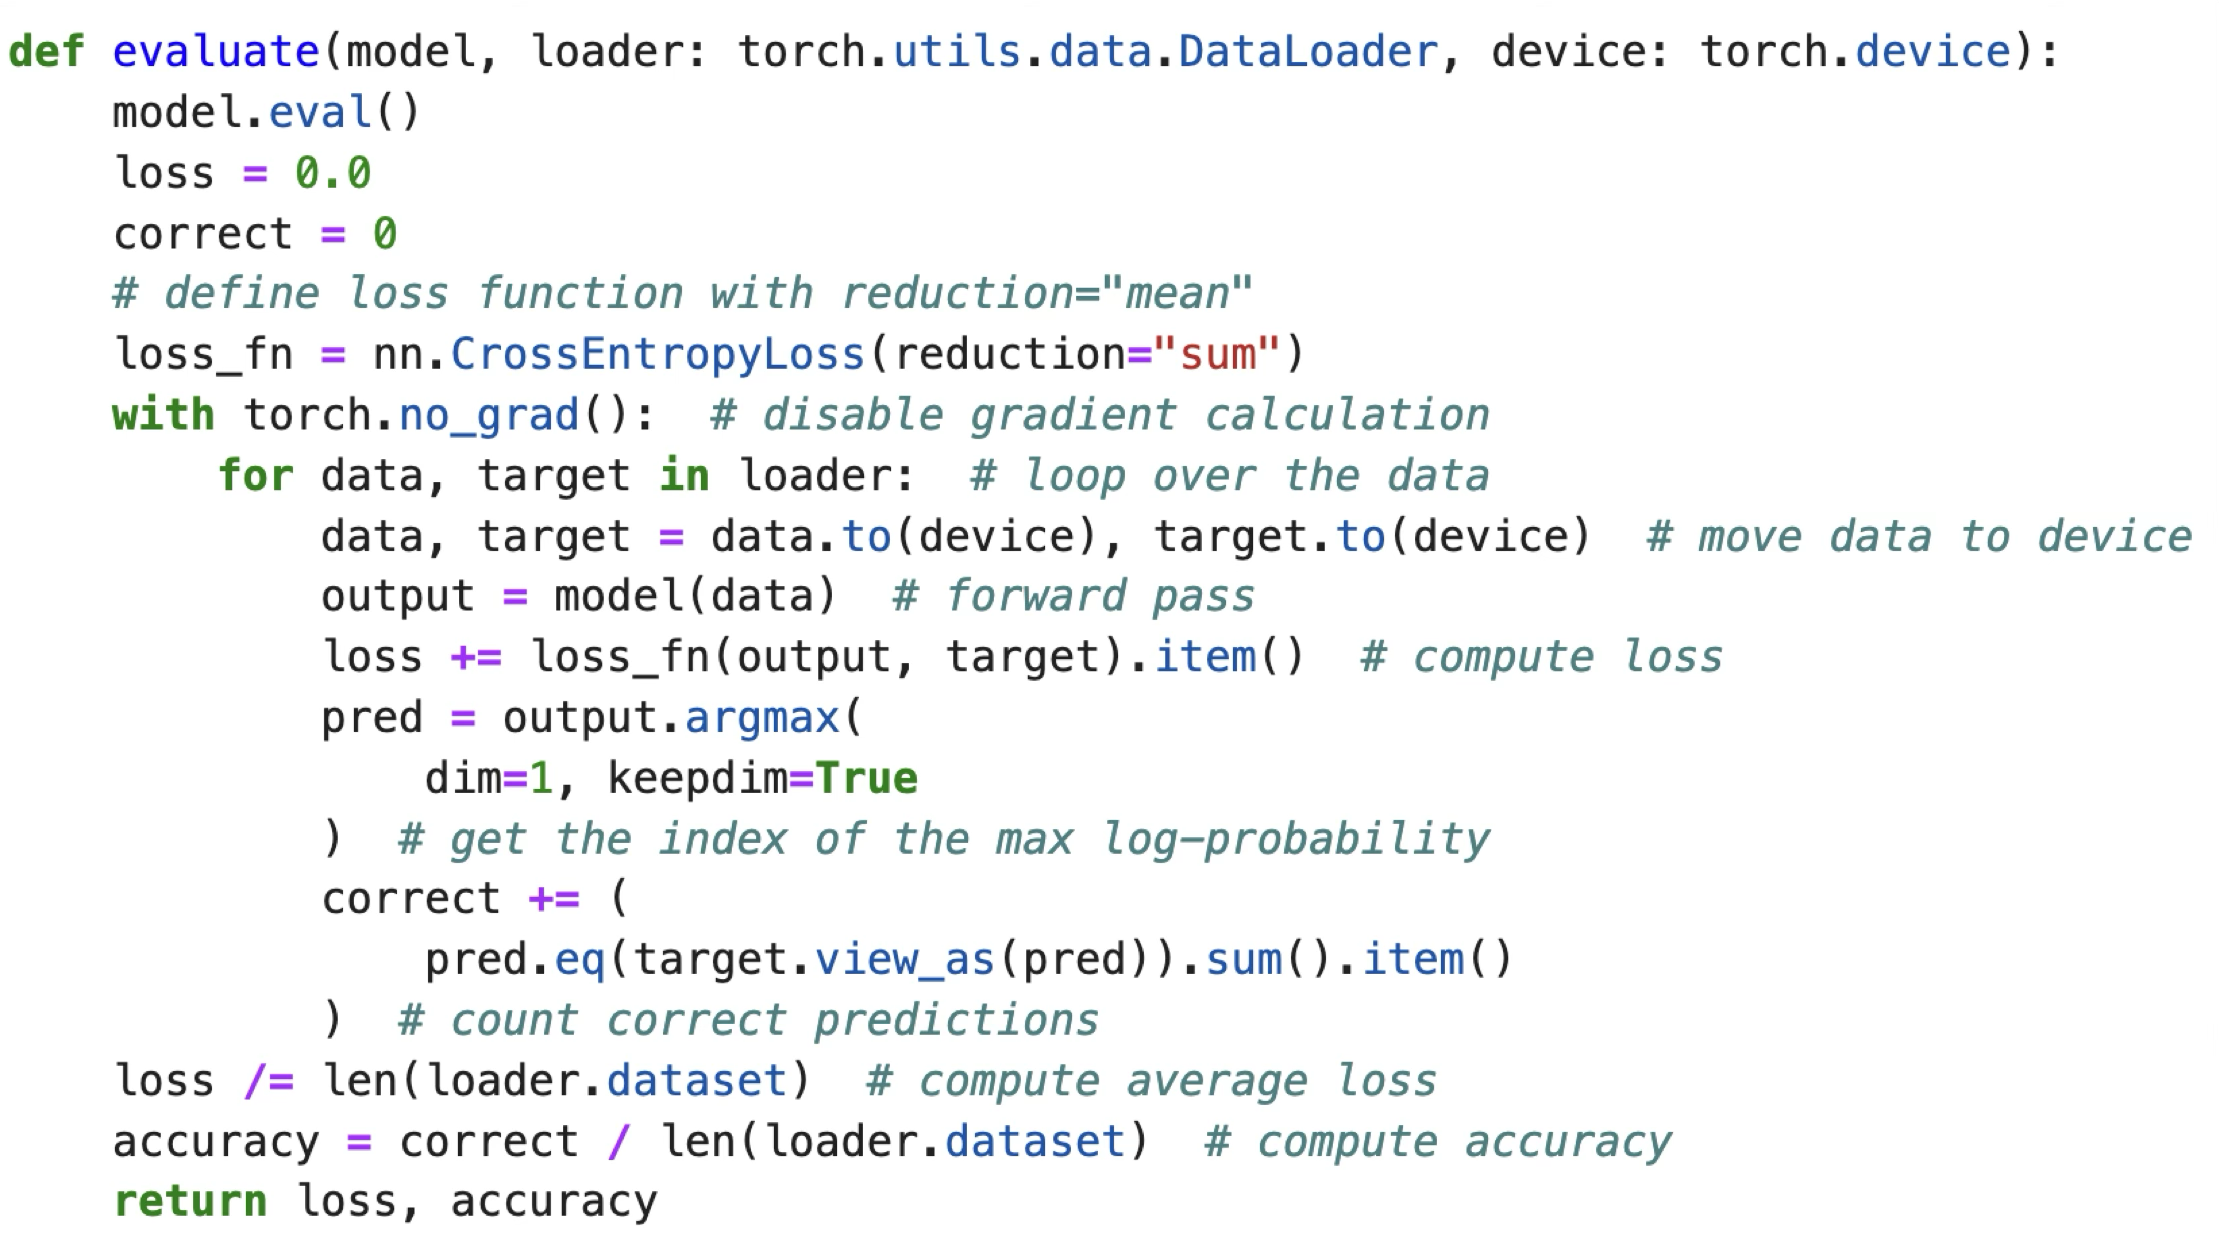 def evaluate(model, loader: torch.utils.data.DataLoader, device: torch.device):
    model.eval()
    loss = 0.0
    correct = 0
    # define loss function with reduction="mean"
    loss_fn = nn.CrossEntropyLoss(reduction="sum")
    with torch.no_grad():  # disable gradient calculation
        for data, target in loader:  # loop over the data
            data, target = data.to(device), target.to(device)  # move data to device
            output = model(data)  # forward pass
            loss += loss_fn(output, target).item()  # compute loss
            pred = output.argmax(
                dim=1, keepdim=True
            )  # get the index of the max log-probability
            correct += (
                pred.eq(target.view_as(pred)).sum().item()
            )  # count correct predictions
    loss /= len(loader.dataset)  # compute average loss
    accuracy = correct / len(loader.dataset)  # compute accuracy
    return loss, accuracy